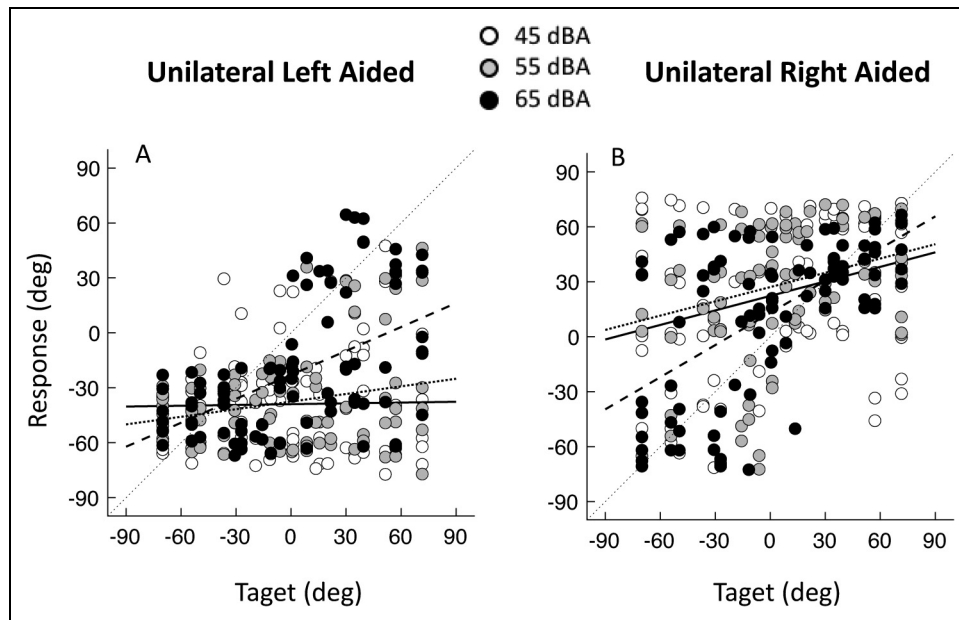 45 dBA
55 dBA
65 dBA
Unilateral Left Aided
Unilateral Right Aided
A
B
Response (deg)
90
60
30
0
-30
-60
-90
-90 -60 -30 0 30 60 90
Taget (deg)
90
60
30
0
-30
-60
-90
-90 -60 -30 0 30 60 90
Taget (deg)